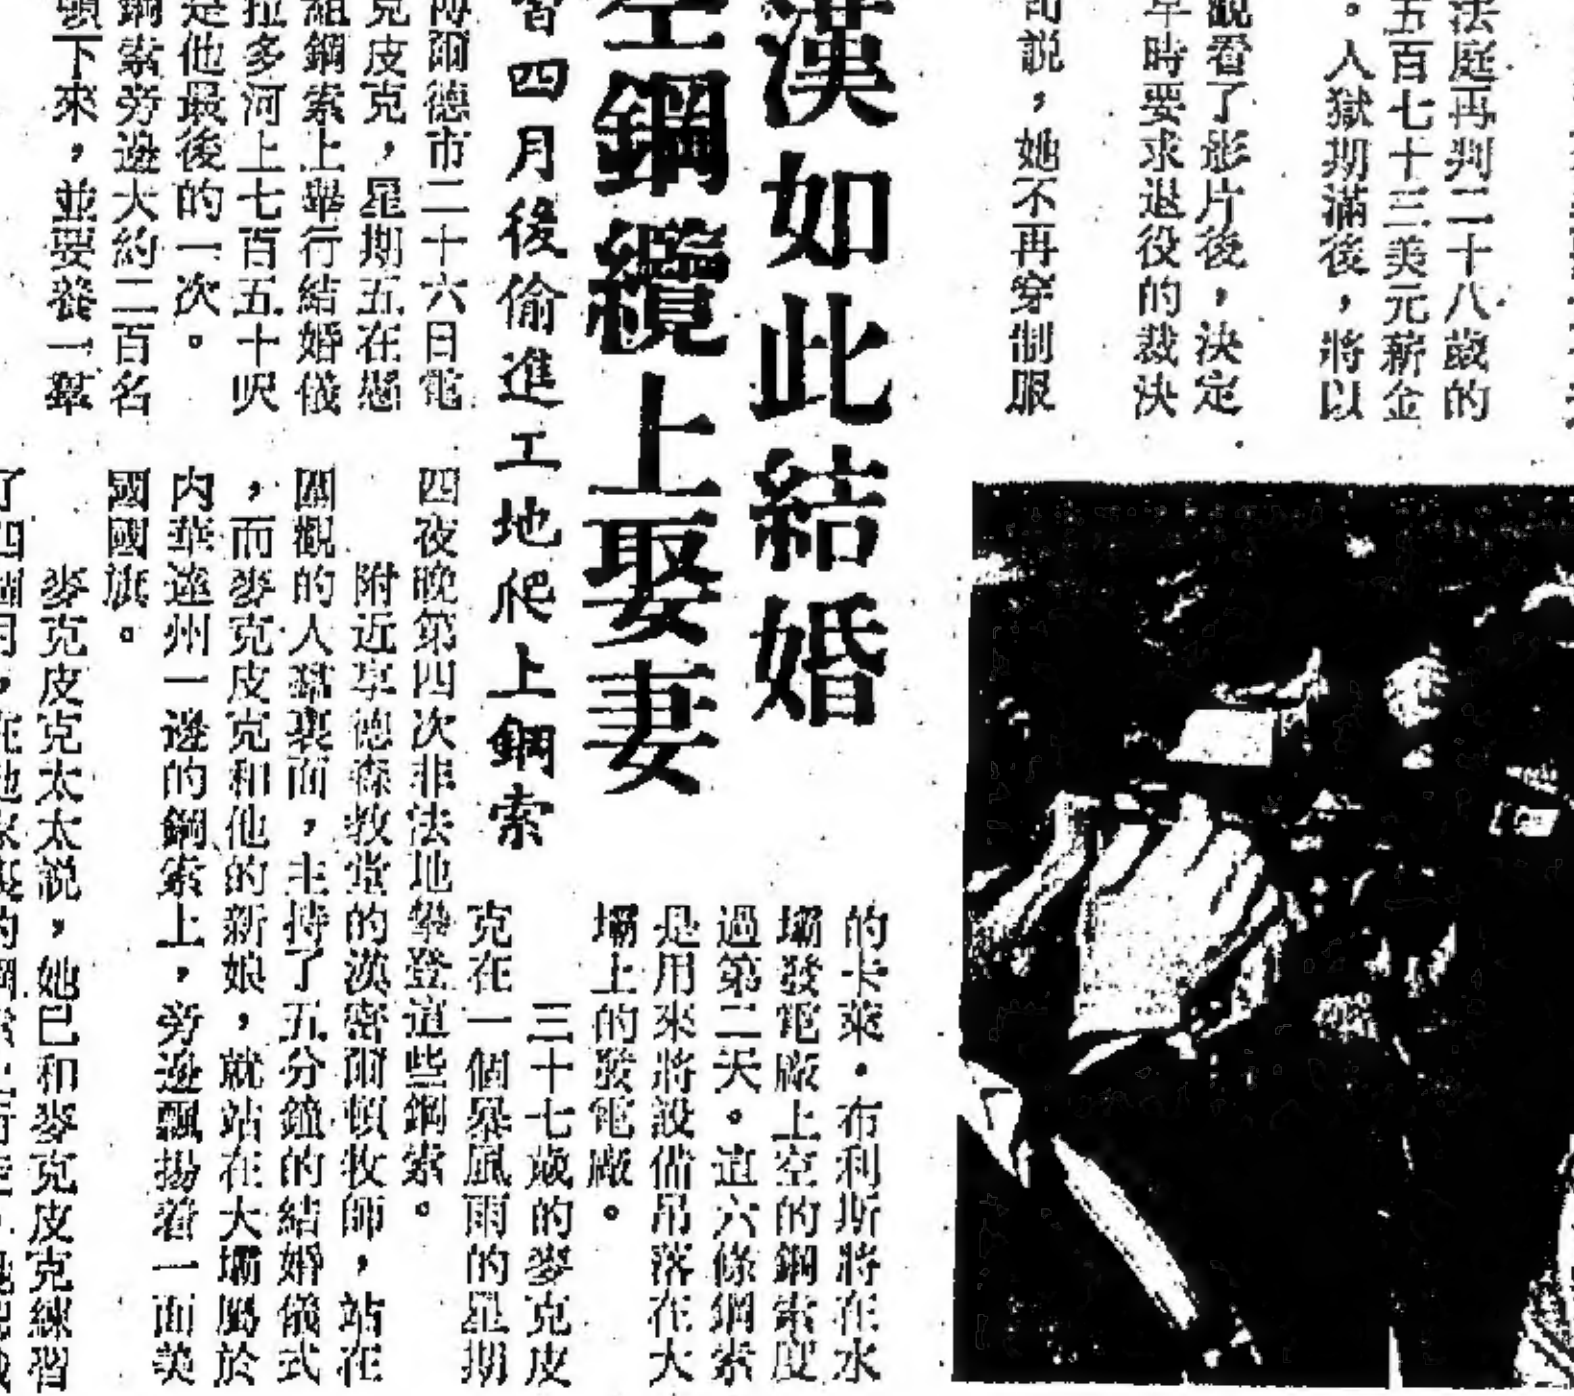 法庭再判二十八歲的
五百七十三美元薪金
。入獄期滿後,將以
觀看了影片後,決定
早時要求退役的裁決
說,她不再穿制服
漢如此結婚
空鋼纜上娶妻
習四月後偷進工地爬上鋼索
爾德市二十六日電
克皮克,星期五在懸
組鋼索上舉行結婚儀
拉多河上七百五十呎
是他最後的一次。
鋼索旁邊大約二百名
頭下來,並要養一羣
的卡萊·布利斯將在水
壩發電廠上空的鋼索度
過第二天。這六條鋼索
是用來將設備吊落在大
壩上的發電廠。
三十七歲的麥克皮
克在一個暴風雨的星期
四夜晚第四次非法地攀登這些鋼索。
附近享德森教堂的漢密爾頓牧師,站在
圍觀的人羣裏面,主持了五分鐘的結婚儀式
,而麥克皮克和他的新娘,就站在大壩屬於
內華達州一邊的鋼索上,旁邊飄揚着一面美
國國旗。
麥克皮克太太說,她巳和麥克皮克練習